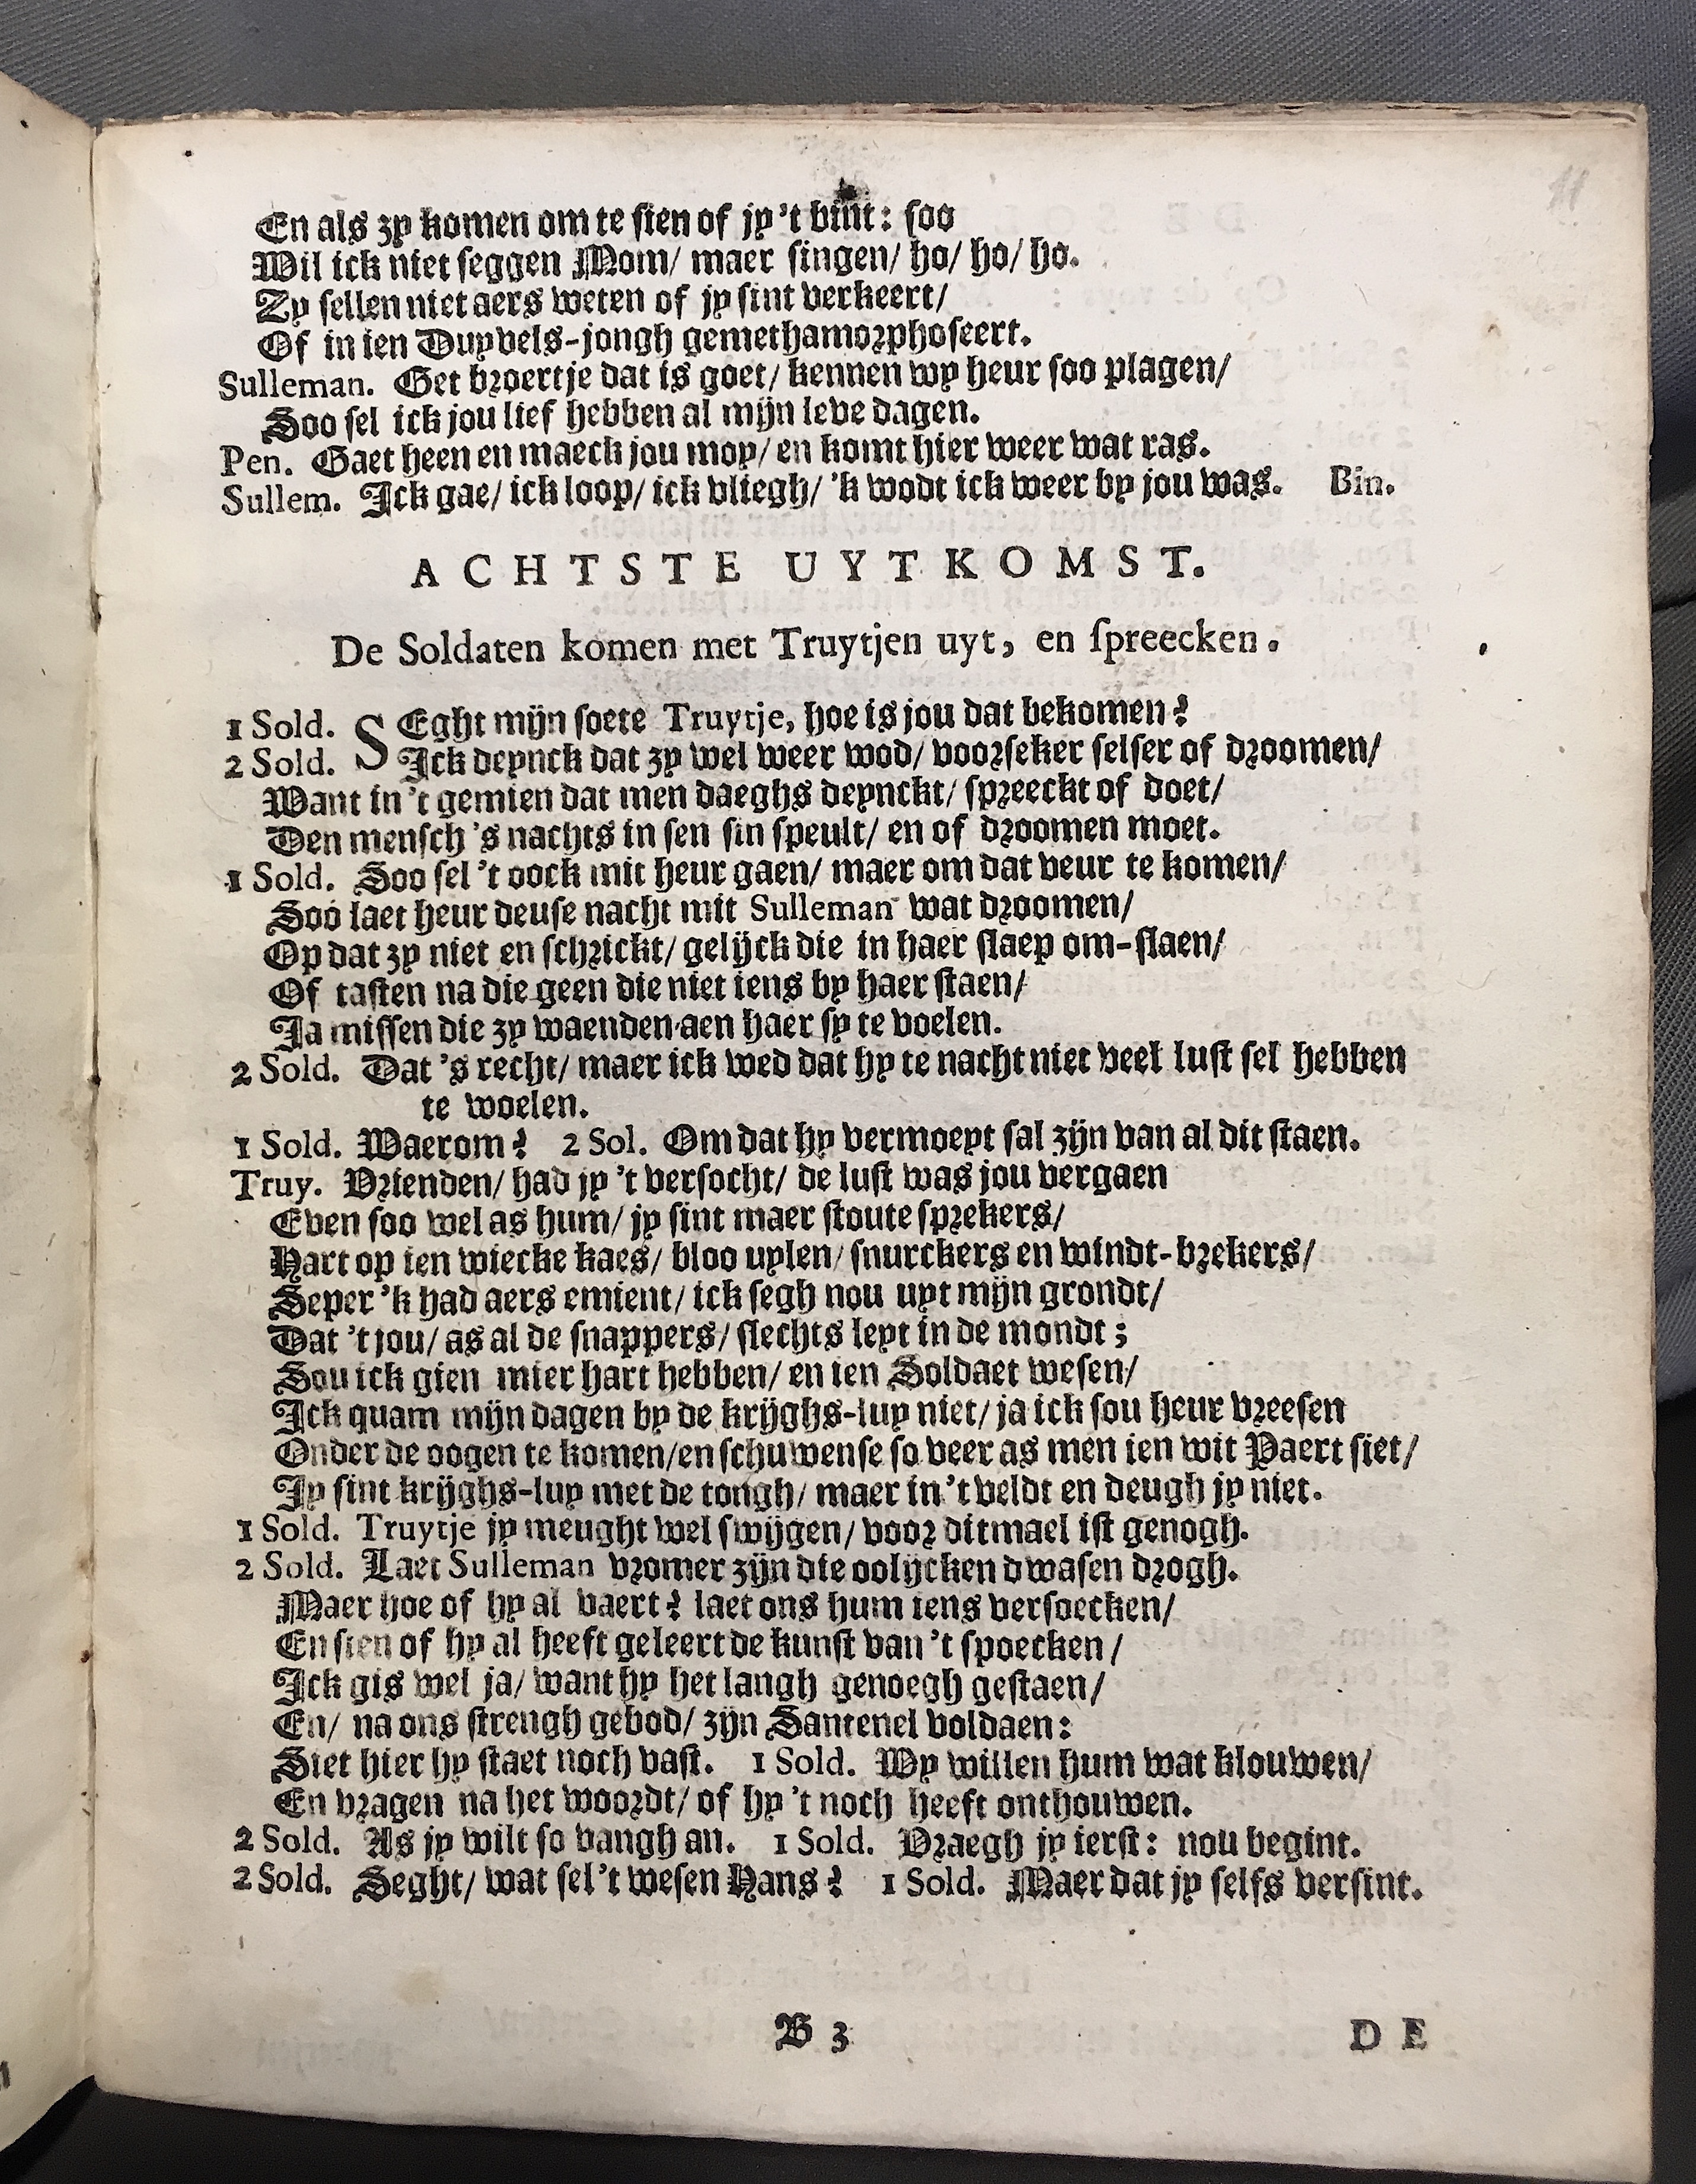 En als zy komen om te sien of jy 't bint: soo
Wil ick niet seggen Mom/ maer singen/ ho/ ho/ ho.
Zy sellen niet aers weten of jy sint verkeert/
Of in ien Duyvels-jongh gemethamorphoseert.
Sulleman. Get broertje dat is goet/ kennen wy heur soo plagen/
Soo sel ick jou lief hebben al mijn leve dagen.
Pen. Gaet heen en maeck jou moy/ en komt hier weer wat ras.
Sullem. Ick gae/ ick loop/ ick vliegh/ 'k wodt ick weer by jou was. Bin.
ACHTSTE UYTKOMST.
De Soldaten komen met Truytjen uyt, en spreecken.
1 Sold. SEght mijn soete Truytje, hoe is jou dat bekomen?
2 Sold. Ick deynck dat zy wel weer wod/ voorseker selser of droomen/
Want in 't gemien dat men daeghs deynckt/ spreeckt of doet/
Den mensch 's nachts in sen sin speult/ en of droomen moet.
1 Sold. Soo sel 't oock mit heur gaen/ maer om dat veur te komen/
Soo laet heur deuse nacht mit Sulleman wat droomen/
Op dat zy niet en schrickt/ gelijck die in haer slaep om-slaen/
Of tasten na die geen die niet iens by haer staen/
Ja missen die zy waenden aen haer sy te voelen.
2 Sold. Dat 's recht/ maer ick wed dat hy te nacht niet veel lust sel hebben
te woelen.
1 Sold. Waerom? 2 Sol. Om dat hy vermoeyt sal zijn van al dit staen.
Truy. Vrienden/ had jy 't versocht/ de lust was jou vergaen
Even soo wel as hum/ jy sint maer stoute sprekers/
Hart op ien wiecke kaes/ bloo uylen/ snurckers en windt-brekers/
Seper 'k had aers emient/ ick segh nou uyt mijn grondt/
Dat 't jou/ as al de snappers/ slechts leyt in de mondt;
Sou ick gien mier hart hebben/ en ien Soldaet wesen/
Ick quam mijn dagen by de krijghs-luy niet/ ja ick sou heur vreesen
Onder de oogen te komen/ en schuwense so veer as men ien wit Paert siet/
Jy sint krijghs-luy met de tongh/ maer in 't veldt en deugh jy niet.
1 Sold. Truytje jy meught wel swijgen/ voor ditmael ist genogh.
2 Sold. Laet Sulleman vromer zijn die oolijcken dwasen drogh.
Maer hoe of hy al vaert? laet ons hum iens versoecken/
En sien of hy al heeft geleert de kunst van 't spoecken/
Ick gis wel ja/ want hy het langh genoegh gestaen/
En/ na ons strengh gebod/ zijn Santenel voldaen:
Siet hier hy staet noch vast. 1 Sold. Wy willen hum wat klouwen/
En vragen na het woordt/ of hy 't noch heeft onthouwen.
2 Sold. As jy wilt so vangh an. 1 Sold. Vraegh jy ierst: nou begint.
2 Sold. Seght/ wat sel 't wesen Hans? 1 Sold. Maer dat jy selfs versint.
B 3 DE